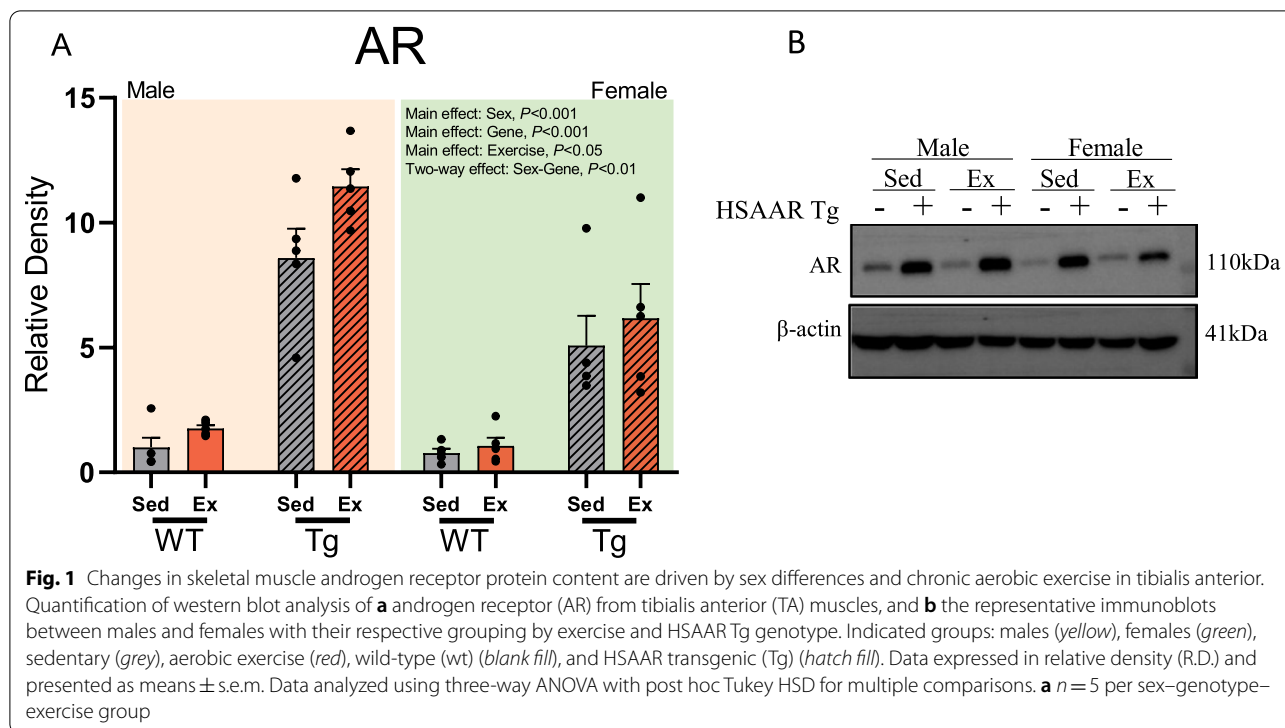 A
AR
B
Male
Female
Main effect: Sex, P<0.001
Main effect: Gene, P<0.001
Main effect: Exercise, P<0.05
Two-way effect: Sex-Gene, P<0.01
15
10
5
0
Relative Density
Sed Ex Sed Ex Sed Ex Sed Ex
WT Tg WT Tg
Male Female
Sed Ex Sed Ex
HSAAR Tg - + - + - + - +
AR 110kDa
β-actin 41kDa
Fig. 1 Changes in skeletal muscle androgen receptor protein content are driven by sex differences and chronic aerobic exercise in tibialis anterior.
Quantification of western blot analysis of a androgen receptor (AR) from tibialis anterior (TA) muscles, and b the representative immunoblots
between males and females with their respective grouping by exercise and HSAAR Tg genotype. Indicated groups: males (yellow), females (green),
sedentary (grey), aerobic exercise (red), wild-type (wt) (blank fill), and HSAAR transgenic (Tg) (hatch fill). Data expressed in relative density (R.D.) and
presented as means ± s.e.m. Data analyzed using three-way ANOVA with post hoc Tukey HSD for multiple comparisons. a n = 5 per sex–genotype–
exercise group